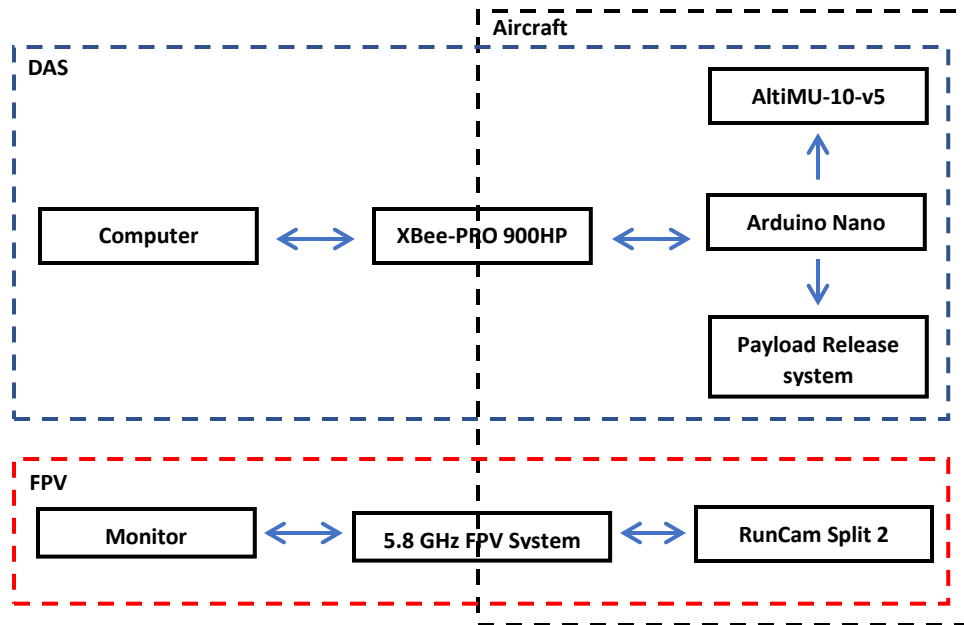 Aircraft
DAS
AltiMU-10-v5
Computer
XBee-PRO 900HP
Arduino Nano
Payload Release
system
FPV
Monitor
5.8 GHz FPV System
RunCam Split 2